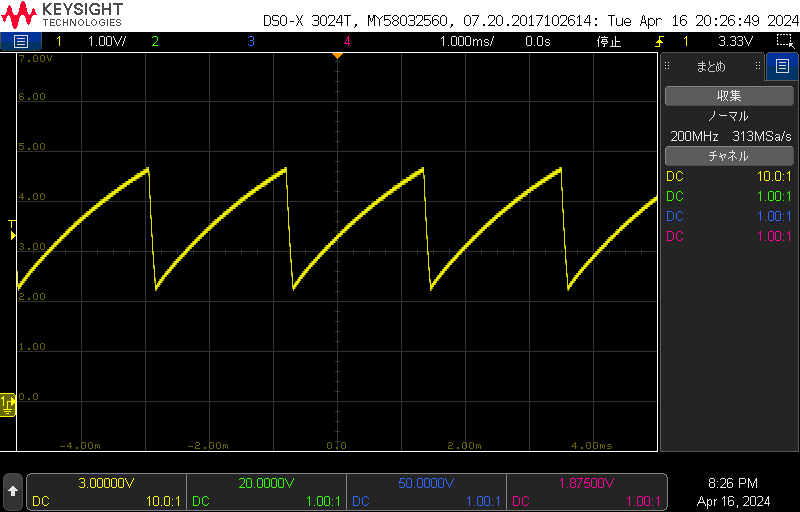 KEYSIGHT
TECHNOLOGIES
DSO-X 3024T, MY58032560, 07.20.2017102614: Tue Apr 16 20:26:49 2024
1 1.00V/ 2 3 4 1.000ms/ 0.0s 停止 1 3.33V
7.00V
6.00
5.00
4.00
3.00
2.00
1.00
0.0
T
1
-4.00m -2.00m 0.0 2.00m 4.00ms
まとめ
収集
ノーマル
200MHz 313MSa/s
チャネル
DC 10.0:1
DC 1.00:1
DC 1.00:1
DC 1.00:1
3.00000V 20.0000V 50.0000V 1.87500V
DC 10.0:1 DC 1.00:1 DC 1.00:1 DC 1.00:1
8:26 PM
Apr 16, 2024